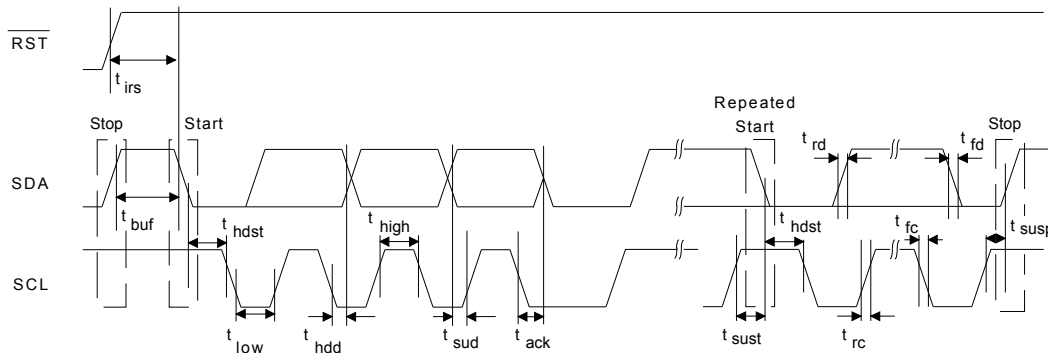 RST
t irs
Repeated
Stop Start Start Stop
t rd t fd
SDA
t buf t hdst t high t hdst t fc t susp
SCL
t low t hdd t sud t ack t sust t rc